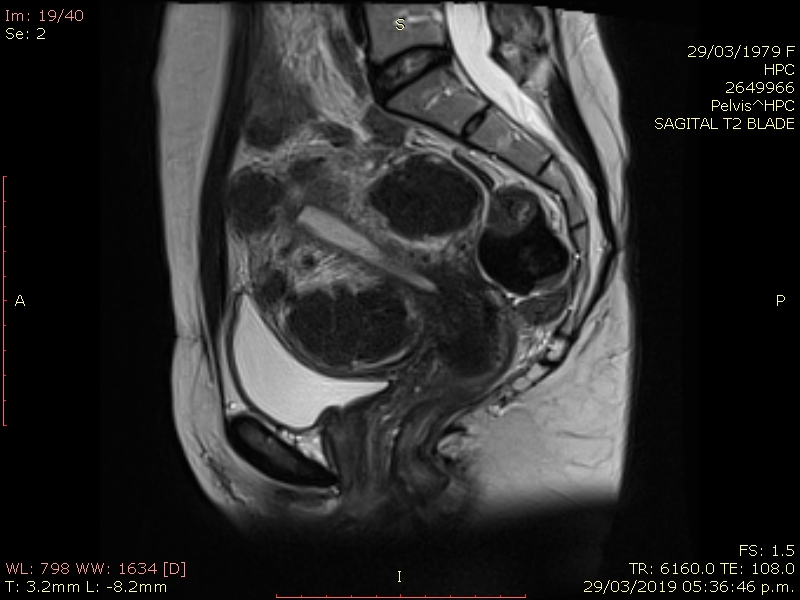 Im: 19/40
Se: 2
S
29/03/1979 F
HPC
2649966
Pelvis^HPC
SAGITAL T2 BLADE
A
P
WL: 798 WW: 1634 [D]
T: 3.2mm L: -8.2mm
I
FS: 1.5
TR: 6160.0 TE: 108.0
29/03/2019 05:36:46 p.m.